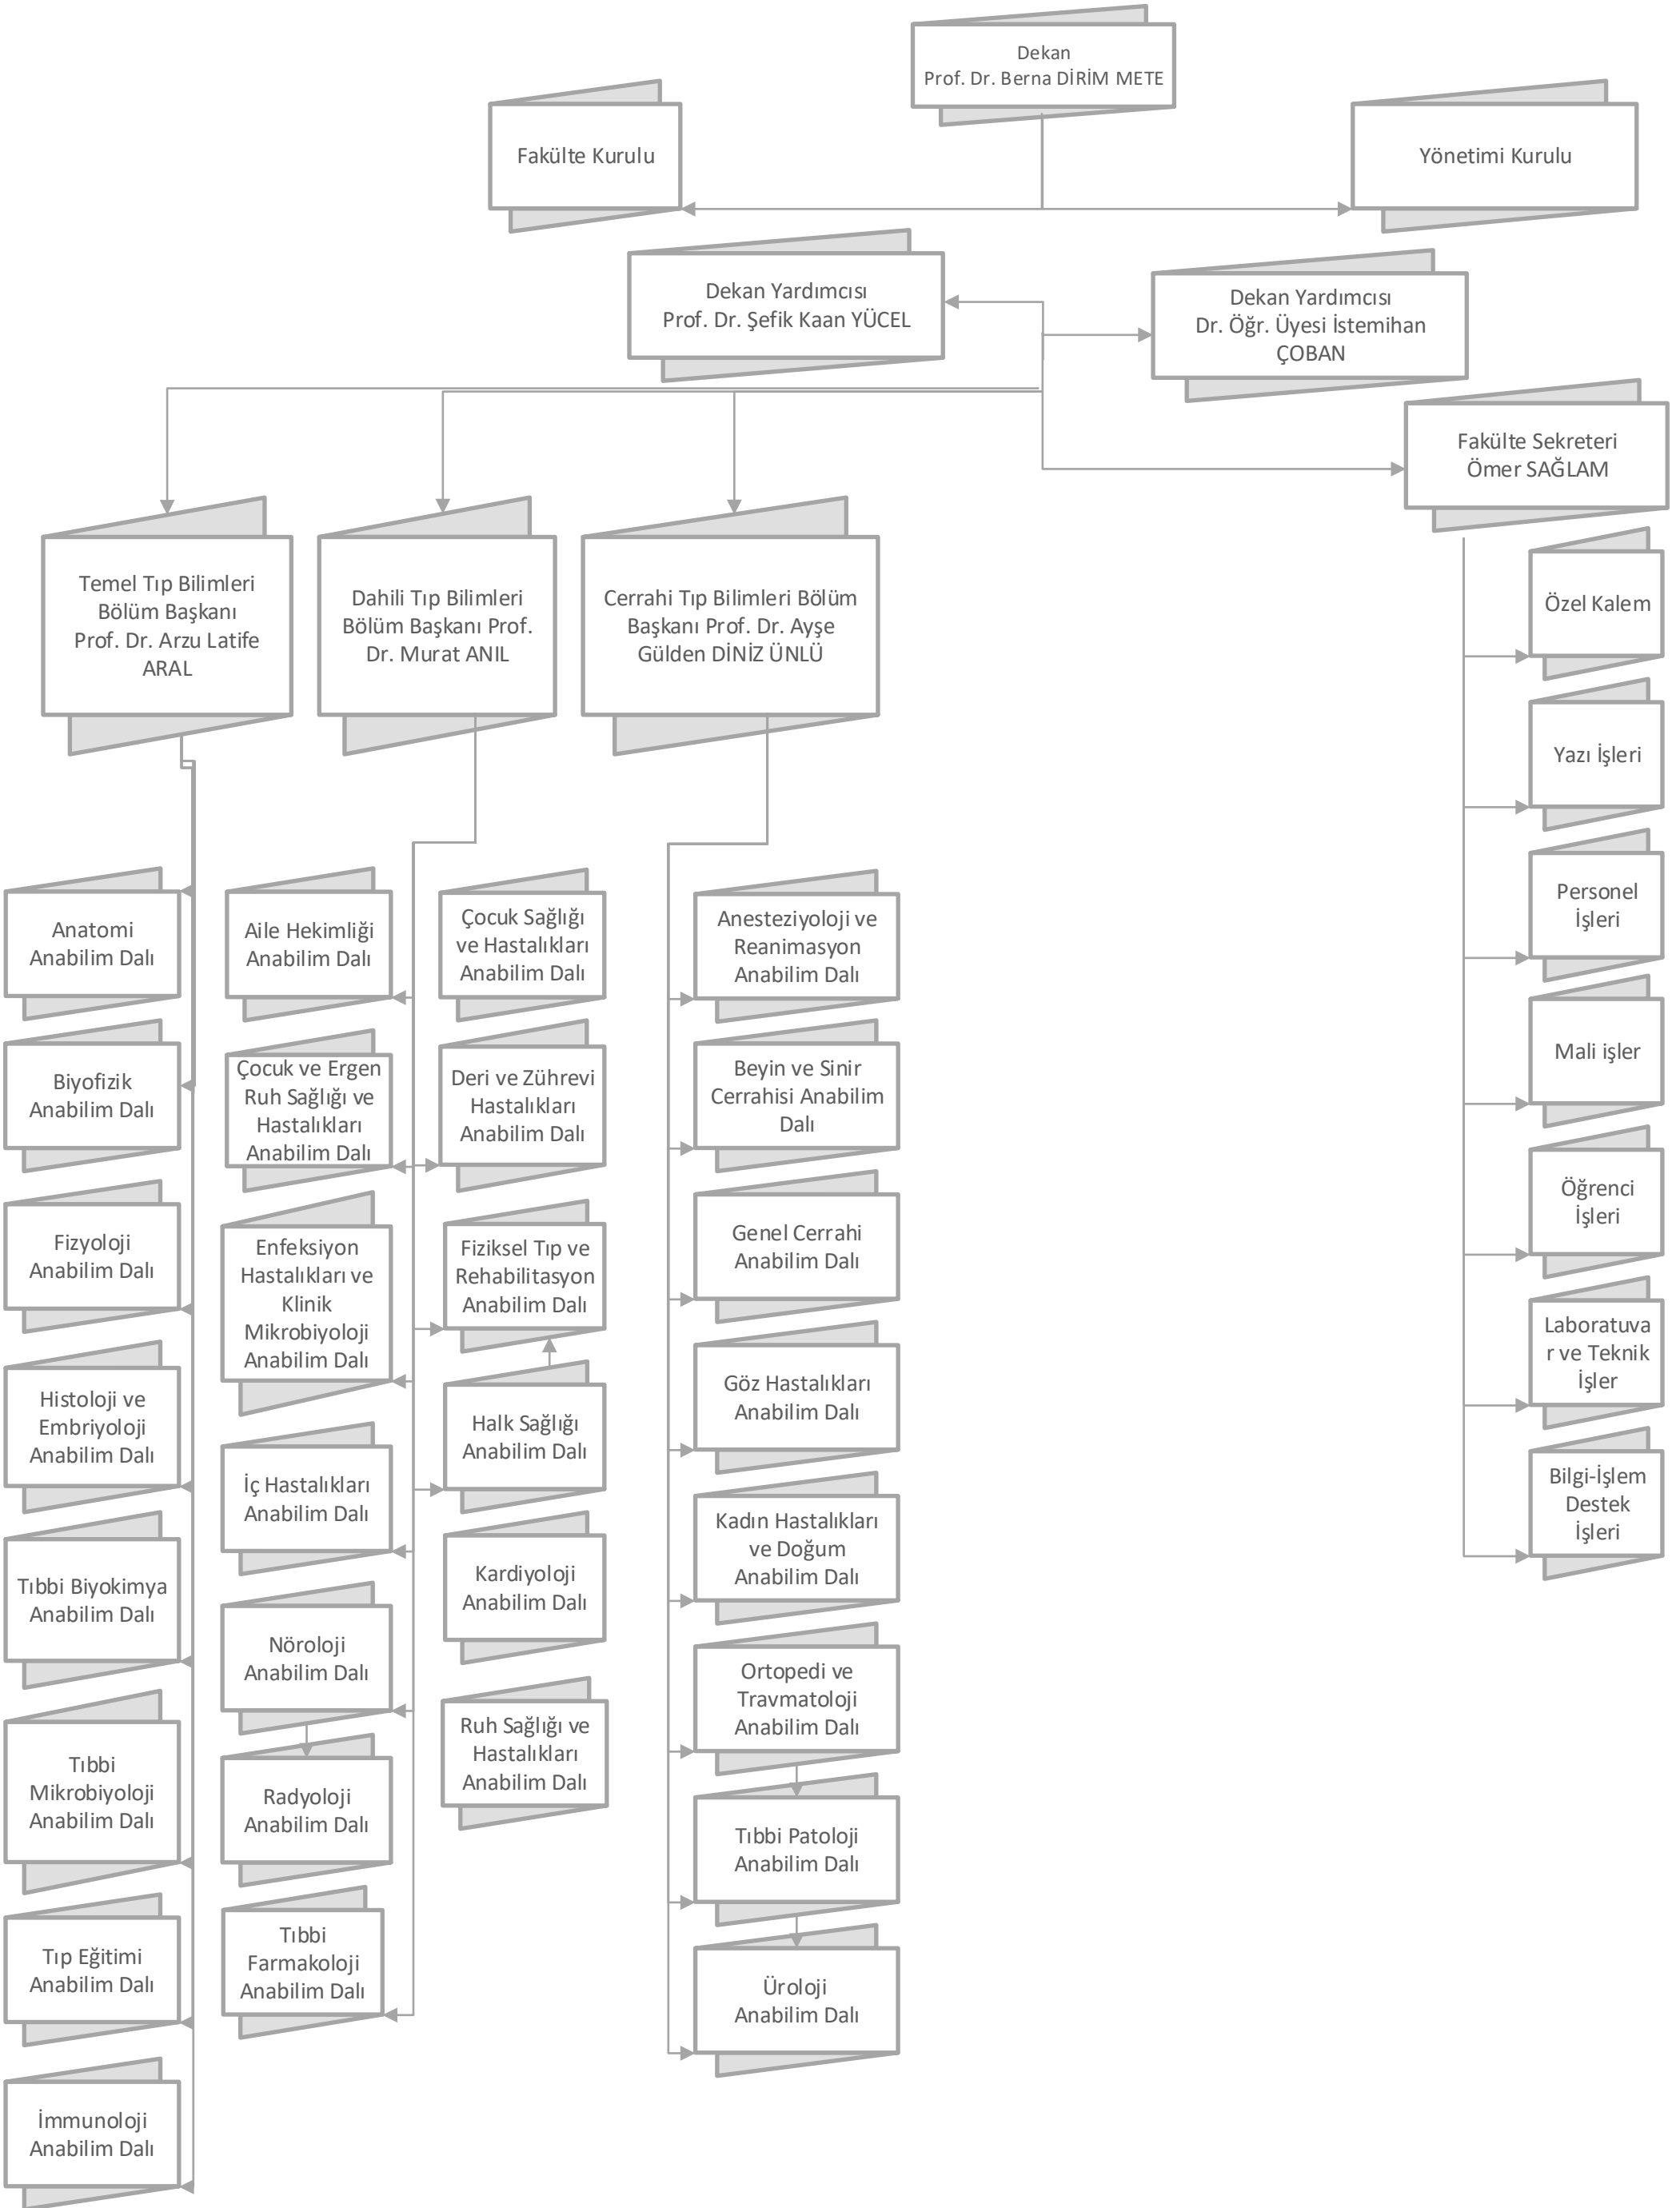 Dekan
Prof. Dr. Berna DİRİM METE
Fakülte Kurulu
Yönetimi Kurulu
Dekan Yardımcısı
Prof. Dr. Şefik Kaan YÜCEL
Dekan Yardımcısı
Dr. Öğr. Üyesi İstemihan
ÇOBAN
Fakülte Sekreteri
Ömer SAĞLAM
Temel Tıp Bilimleri
Bölüm Başkanı
Prof. Dr. Arzu Latife
ARAL
Dahili Tıp Bilimleri
Bölüm Başkanı Prof.
Dr. Murat ANIL
Cerrahi Tıp Bilimleri Bölüm
Başkanı Prof. Dr. Ayşe
Gülden DİNİZ ÜNLÜ
Özel Kalem
Yazı İşleri
Personel
İşleri
Mali işler
Öğrenci
İşleri
Laboratuva
r ve Teknik
İşler
Bilgi-İşlem
Destek
İşleri
Anatomi
Anabilim Dalı
Biyofizik
Anabilim Dalı
Fizyoloji
Anabilim Dalı
Histoloji ve
Embriyoloji
Anabilim Dalı
Tıbbi Biyokimya
Anabilim Dalı
Tıbbi
Mikrobiyoloji
Anabilim Dalı
Tıp Eğitimi
Anabilim Dalı
İmmunoloji
Anabilim Dalı
Aile Hekimliği
Anabilim Dalı
Çocuk ve Ergen
Ruh Sağlığı ve
Hastalıkları
Anabilim Dalı
Enfeksiyon
Hastalıkları ve
Klinik
Mikrobiyoloji
Anabilim Dalı
İç Hastalıkları
Anabilim Dalı
Nöroloji
Anabilim Dalı
Radyoloji
Anabilim Dalı
Tıbbi
Farmakoloji
Anabilim Dalı
Çocuk Sağlığı
ve Hastalıkları
Anabilim Dalı
Deri ve Zührevi
Hastalıkları
Anabilim Dalı
Fiziksel Tıp ve
Rehabilitasyon
Anabilim Dalı
Halk Sağlığı
Anabilim Dalı
Kardiyoloji
Anabilim Dalı
Ruh Sağlığı ve
Hastalıkları
Anabilim Dalı
Anesteziyoloji ve
Reanimasyon
Anabilim Dalı
Beyin ve Sinir
Cerrahisi Anabilim
Dalı
Genel Cerrahi
Anabilim Dalı
Göz Hastalıkları
Anabilim Dalı
Kadın Hastalıkları
ve Doğum
Anabilim Dalı
Ortopedi ve
Travmatoloji
Anabilim Dalı
Tıbbi Patoloji
Anabilim Dalı
Üroloji
Anabilim Dalı